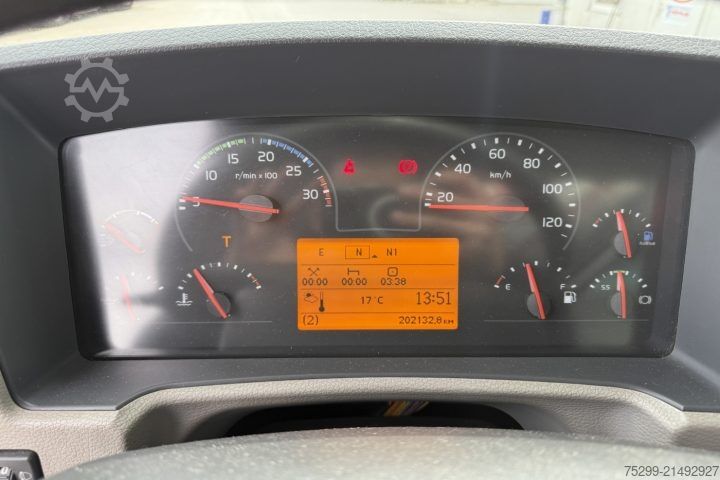 15 20
10 25
r/min x 100
5 30
T
60 80
40 100
km/h
20 120
E N N1
00:00 00:00 03:38
17°C 13:51
(2) 202132,8 KM
E F
75299-21492927